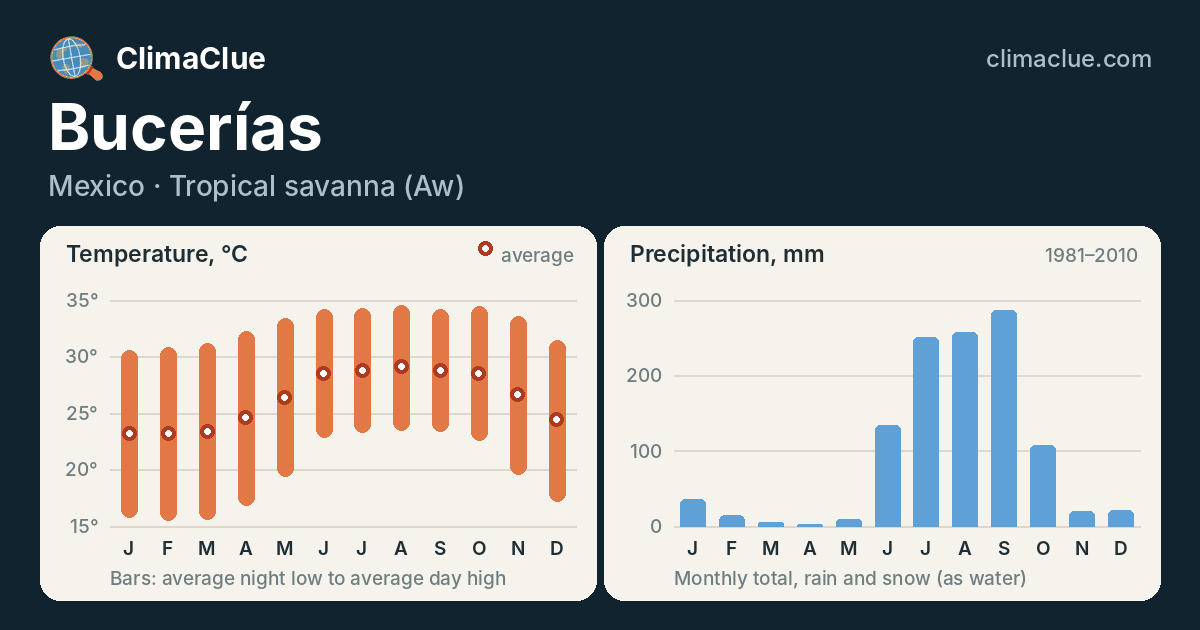 ClimaClue
climaclue.com
Bucerías
Mexico · Tropical savanna (Aw)
Temperature, °C
average
35°
30°
25°
20°
15°
J F M A M J J A S O N D
Bars: average night low to average day high
Precipitation, mm
1981–2010
300
200
100
0
J F M A M J J A S O N D
Monthly total, rain and snow (as water)